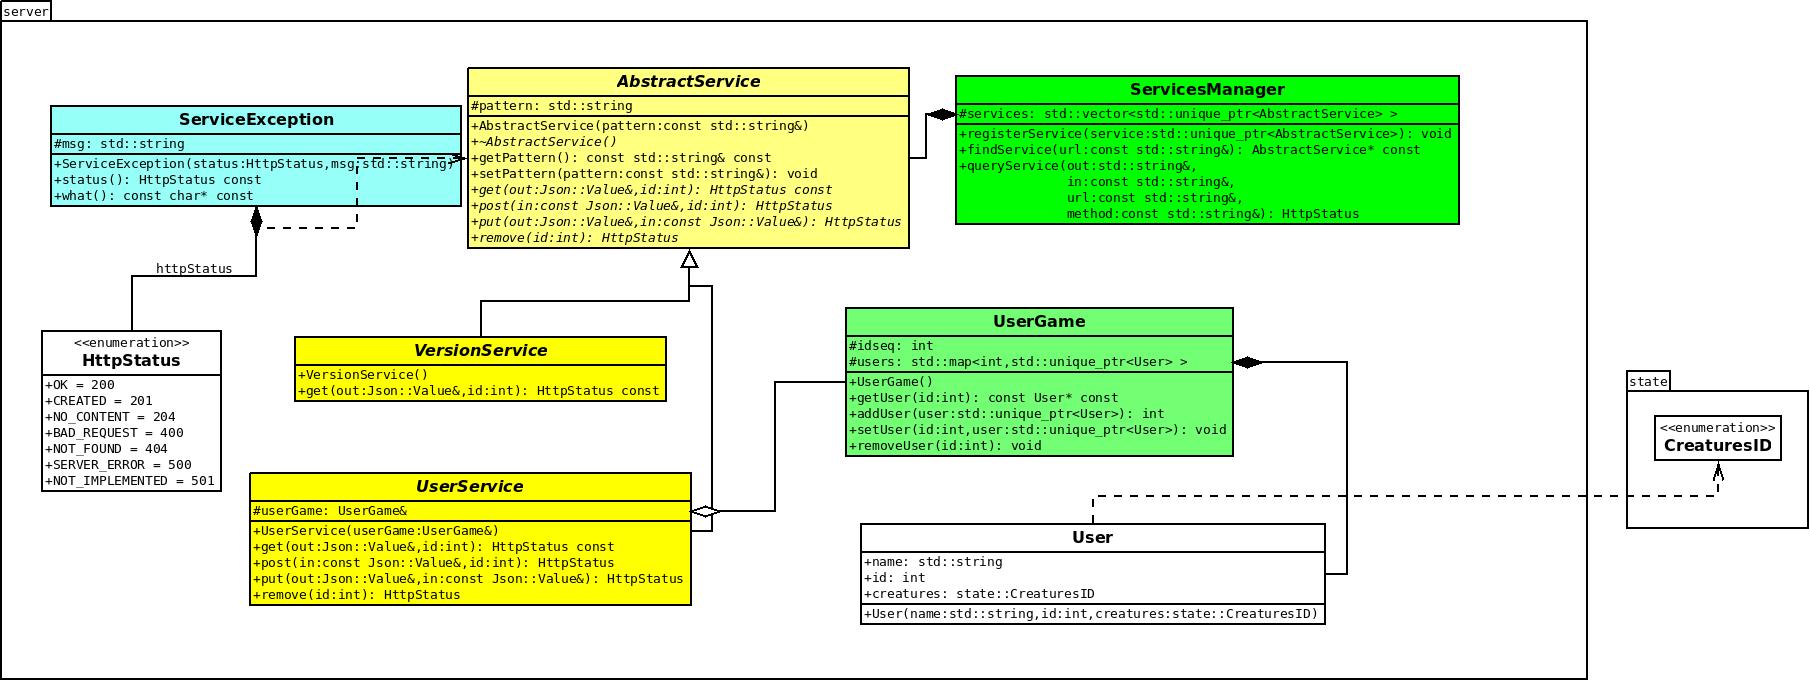 server
AbstractService
#pattern: std::string
+AbstractService(pattern:const std::string&)
+~AbstractService()
+getPattern(): const std::string& const
+setPattern(pattern:const std::string&): void
+get(out:Json::Value&,id:int): HttpStatus const
+post(in:const Json::Value&,id:int): HttpStatus
+put(out:Json::Value&,in:const Json::Value&): HttpStatus
+remove(id:int): HttpStatus
ServicesManager
#services: std::vector<std::unique_ptr<AbstractService> >
+registerService(service:std::unique_ptr<AbstractService>): void
+findService(url:const std::string&): AbstractService* const
+queryService(out:std::string&,
in:const std::string&,
url:const std::string&,
method:const std::string&): HttpStatus
ServiceException
#msg: std::string
+ServiceException(status:HttpStatus,msg:std::string)
+status(): HttpStatus const
+what(): const char* const
httpStatus
<<enumeration>>
HttpStatus
+OK = 200
+CREATED = 201
+NO_CONTENT = 204
+BAD_REQUEST = 400
+NOT_FOUND = 404
+SERVER_ERROR = 500
+NOT_IMPLEMENTED = 501
VersionService
+VersionService()
+get(out:Json::Value&,id:int): HttpStatus const
UserGame
#idseq: int
#users: std::map<int,std::unique_ptr<User> >
+UserGame()
+getUser(id:int): const User* const
+addUser(user:std::unique_ptr<User>): int
+setUser(id:int,user:std::unique_ptr<User>): void
+removeUser(id:int): void
UserService
#userGame: UserGame&
+UserService(userGame:UserGame&)
+get(out:Json::Value&,id:int): HttpStatus const
+post(in:const Json::Value&,id:int): HttpStatus
+put(out:Json::Value&,in:const Json::Value&): HttpStatus
+remove(id:int): HttpStatus
User
+name: std::string
+id: int
+creatures: state::CreaturesID
+User(name:std::string,id:int,creatures:state::CreaturesID)
state
<<enumeration>>
CreaturesID